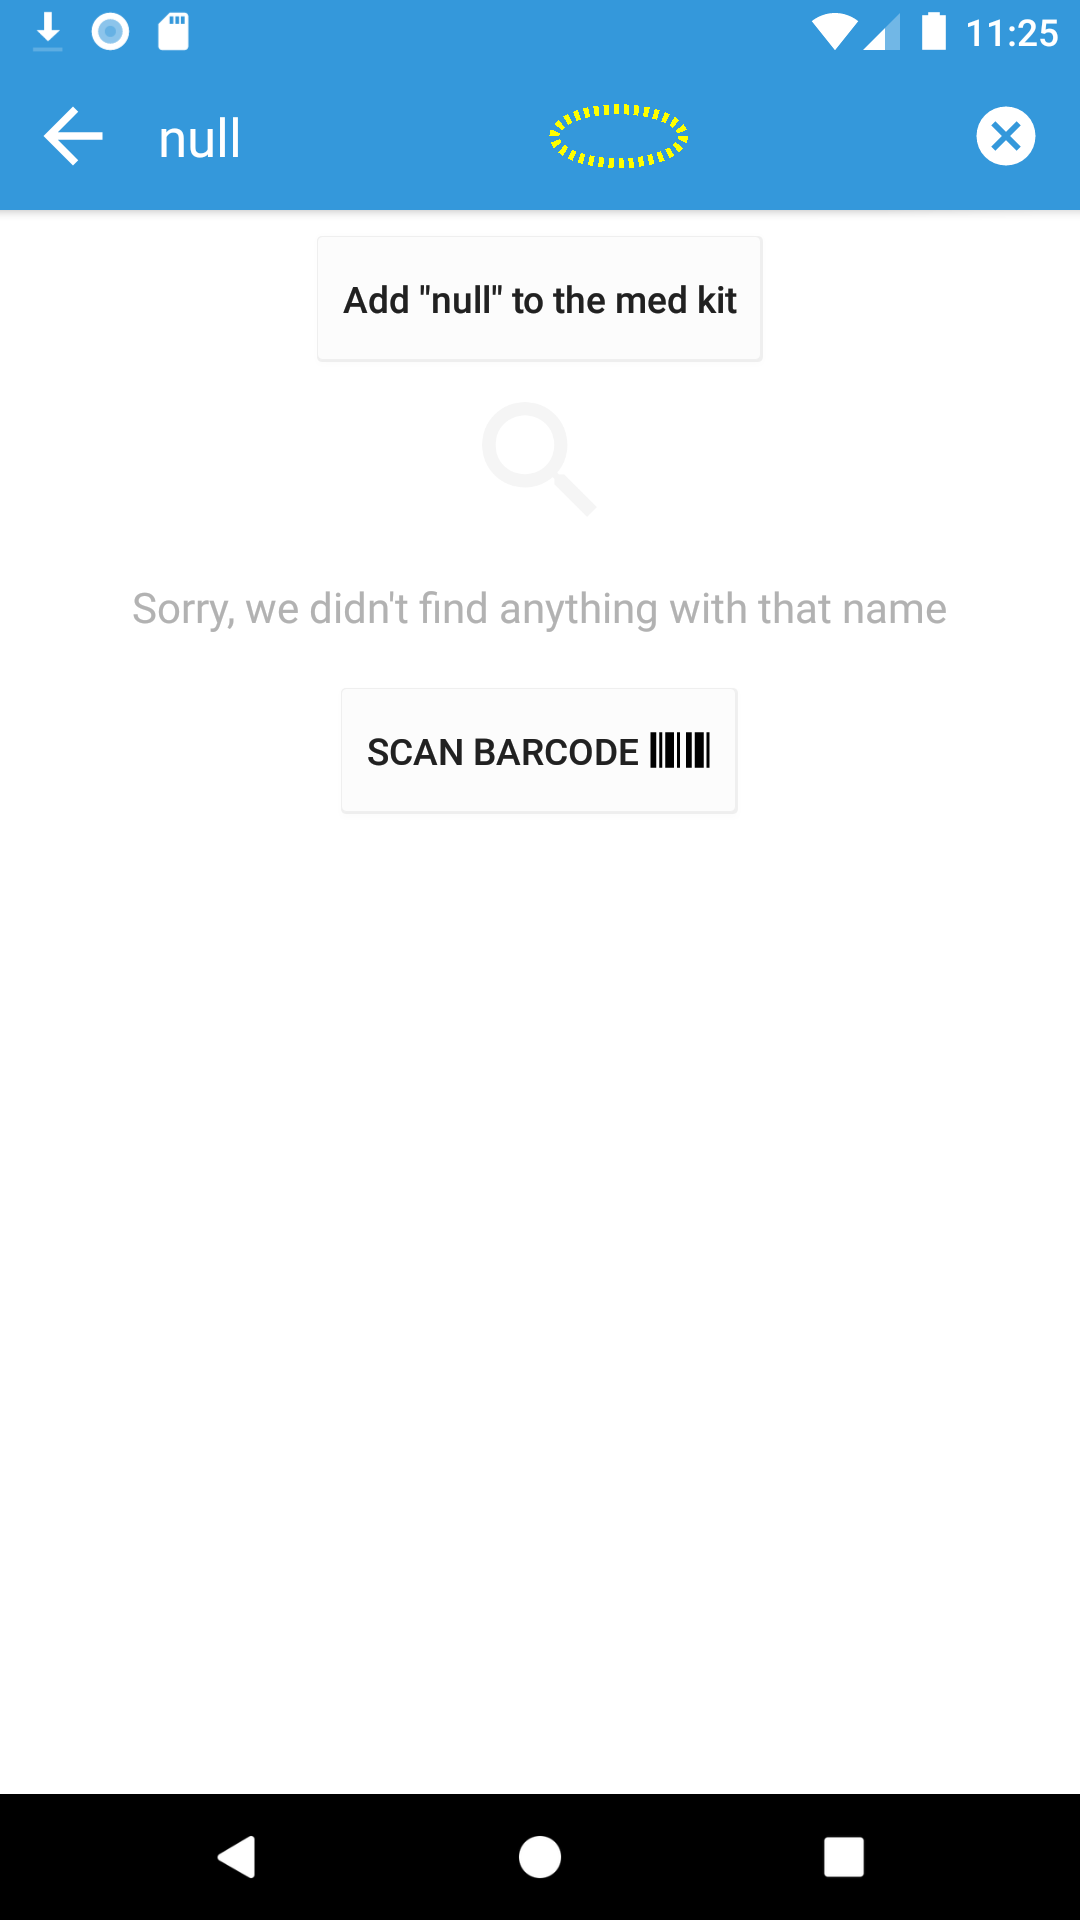 11:25
null
Add "null" to the med kit
Sorry, we didn't find anything with that name
SCAN BARCODE